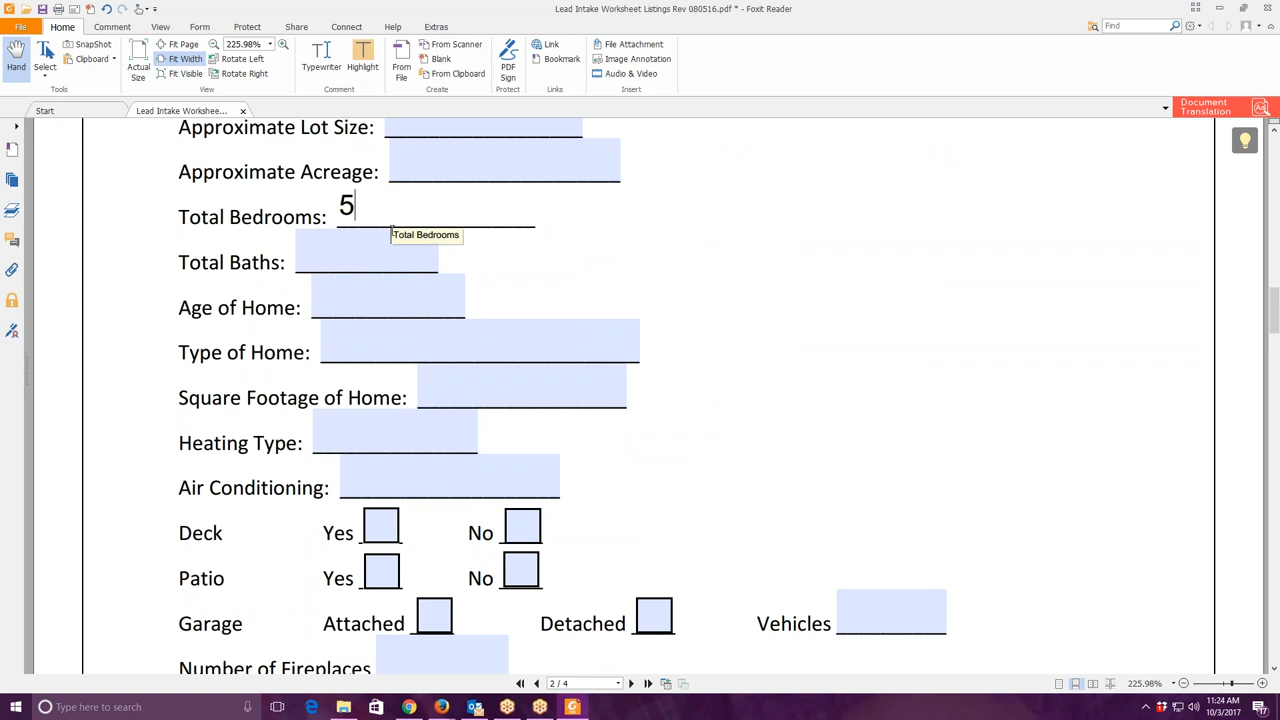 Lead Intake Worksheet Listings Rev 080516.pdf * - Foxit Reader
File Home Comment View Form Protect Share Connect Help Extras
Find
Hand
Select
SnapShot
Clipboard
Tools
Actual Size
Fit Page
Fit Width
Fit Visible
225.98%
Rotate Left
Rotate Right
View
Typewriter
Highlight
Comment
From File
From Scanner
Blank
From Clipboard
Create
PDF Sign
Protect
Link
Bookmark
Links
File Attachment
Image Annotation
Audio & Video
Insert
Start
Lead Intake Workshee...
Document Translation
Approximate Lot Size:
Approximate Acreage:
Total Bedrooms: 5
Total Bedrooms
Total Baths:
Age of Home:
Type of Home:
Square Footage of Home:
Heating Type:
Air Conditioning:
Deck Yes No
Patio Yes No
Garage Attached Detached Vehicles
Number of Fireplaces
2 / 4
225.98%
Type here to search
11:24 AM
10/3/2017
17